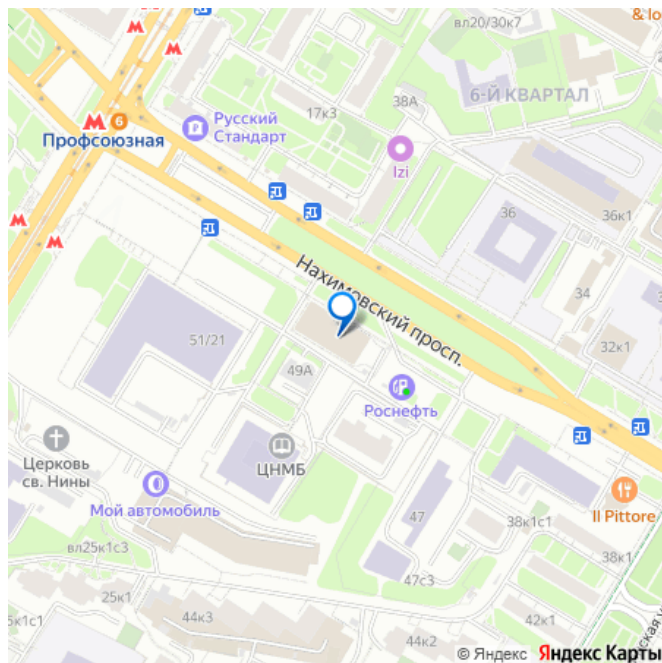 & Io
вл20/30к7
6-Й КВАРТАЛ
38А
17к3
6
Профсоюзная
Русский
Стандарт
Izi
36
36к1
34
32к1
Нахимовский просп.
51/21
49А
Роснефть
ЦНМБ
Церковь
св. Нины
Мой автомобиль
47
38к1с1
Il Pittore
вл25к1с3
47с3
38к1
25к1
5к1с1
44к3
42к1
44к2
ская у
© Яндекс Яндекс Карты